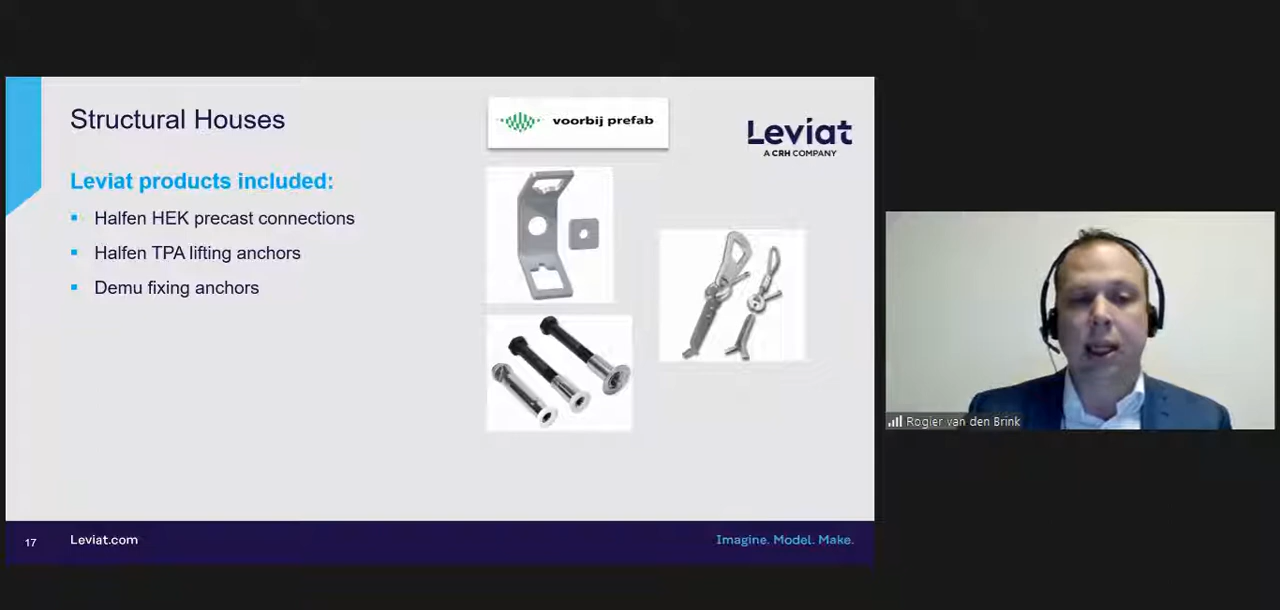 Structural Houses
voorbij prefab
Leviat
A CRH COMPANY
Leviat products included:
Halfen HEK precast connections
Halfen TPA lifting anchors
Demu fixing anchors
Rogier van den Brink
17
Leviat.com
Imagine. Model. Make.